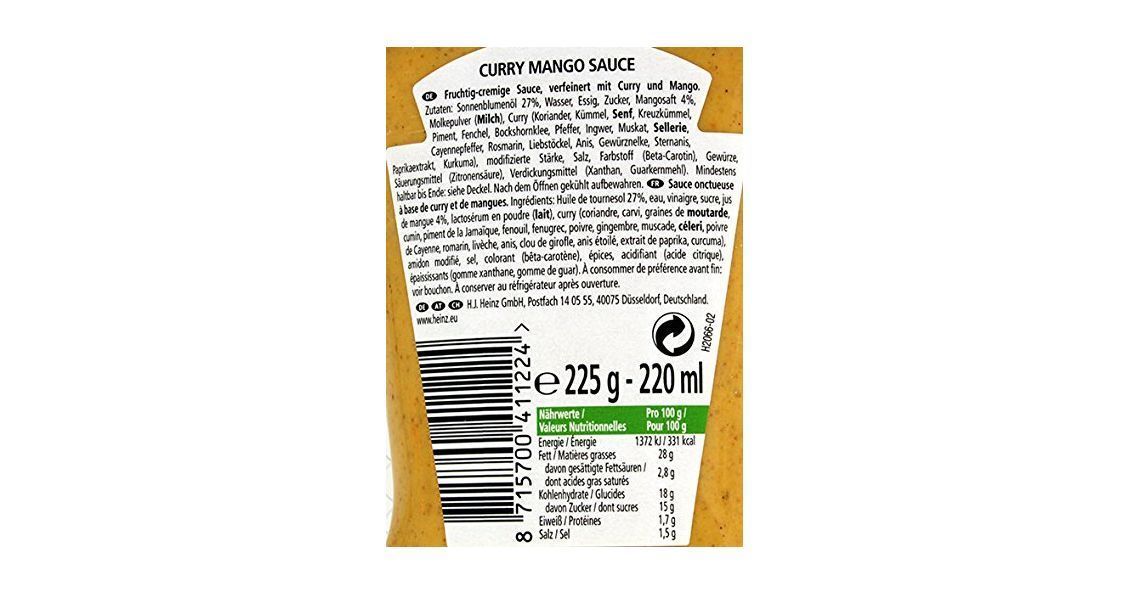 CURRY MANGO SAUCE
DE Fruchtig-cremige Sauce, verfeinert mit Curry und Mango.
Zutaten: Sonnenblumenöl 27%, Wasser, Essig, Zucker, Mangosaft 4%,
Molkepulver (Milch), Curry (Koriander, Kümmel, Senf, Kreuzkümmel,
Piment, Fenchel, Bockshornklee, Pfeffer, Ingwer, Muskat, Sellerie,
Cayennepfeffer, Rosmarin, Liebstöckel, Anis, Gewürznelke, Sternanis,
Paprikaextrakt, Kurkuma), modifizierte Stärke, Salz, Farbstoff (Beta-Carotin), Gewürze,
Säuerungsmittel (Zitronensäure), Verdickungsmittel (Xanthan, Guarkernmehl). Mindestens
haltbar bis Ende: siehe Deckel. Nach dem Öffnen gekühlt aufbewahren. FR Sauce onctueuse
à base de curry et de mangues. Ingrédients: Huile de tournesol 27%, eau, vinaigre, sucre, jus
de mangue 4%, lactosérum en poudre (lait), curry (coriandre, carvi, graines de moutarde,
cumin, piment de la Jamaïque, fenouil, fenugrec, poivre, gingembre, muscade, céleri, poivre
de Cayenne, romarin, livèche, anis, clou de girofle, anis étoilé, extrait de paprika, curcuma),
amidon modifié, sel, colorant (bêta-carotène), épices, acidifiant (acide citrique),
épaississants (gomme xanthane, gomme de guar). À consommer de préférence avant fin:
voir bouchon. À conserver au réfrigérateur après ouverture.
DE AT CH H.J. Heinz GmbH, Postfach 14 05 55, 40075 Düsseldorf, Deutschland.
www.heinz.eu
H2066-02
8 715700 411224 >
e 225 g - 220 ml
Nährwerte / Pro 100 g /
Valeurs Nutritionnelles Pour 100 g
Energie / Énergie 1372 kJ / 331 kcal
Fett / Matières grasses 28 g
davon gesättigte Fettsäuren / 2,8 g
dont acides gras saturés
Kohlenhydrate / Glucides 18 g
davon Zucker / dont sucres 15 g
Eiweiß / Protéines 1,7 g
Salz / Sel 1,5 g